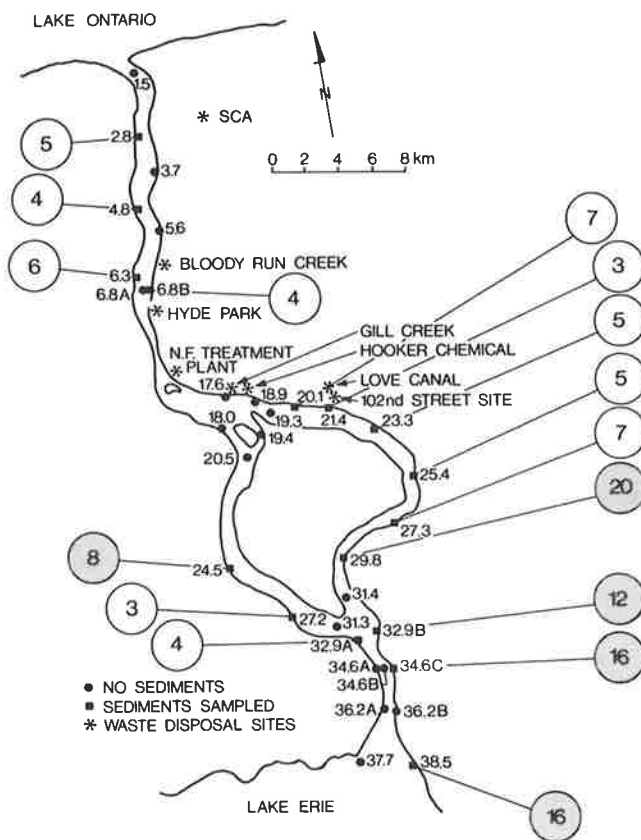 LAKE ONTARIO
1.5
* SCA
N
0 2 4 6 8 km
5
2.8
3.7
4
4.8
5.6
7
* BLOODY RUN CREEK
6
6.3
3
6.8A
6.8B
4
* HYDE PARK
5
GILL CREEK
HOOKER CHEMICAL
N.F. TREATMENT
* PLANT
LOVE CANAL
17.6
18.9
20.1
102nd STREET SITE
5
19.3
21.4
23.3
18.0
19.4
7
20.5
25.4
20
27.3
8
24.5
29.8
31.4
12
3
27.2
31.3
32.9B
4
32.9A
34.6A
34.6C
16
34.6B
● NO SEDIMENTS
■ SEDIMENTS SAMPLED
* WASTE DISPOSAL SITES
36.2A
36.2B
37.7
38.5
LAKE ERIE
16